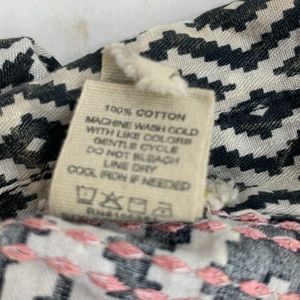 100% COTTON
MACHINE WASH COLD
WITH LIKE COLORS
GENTLE CYCLE
DO NOT BLEACH
LINE DRY
COOL IRON IF NEEDED